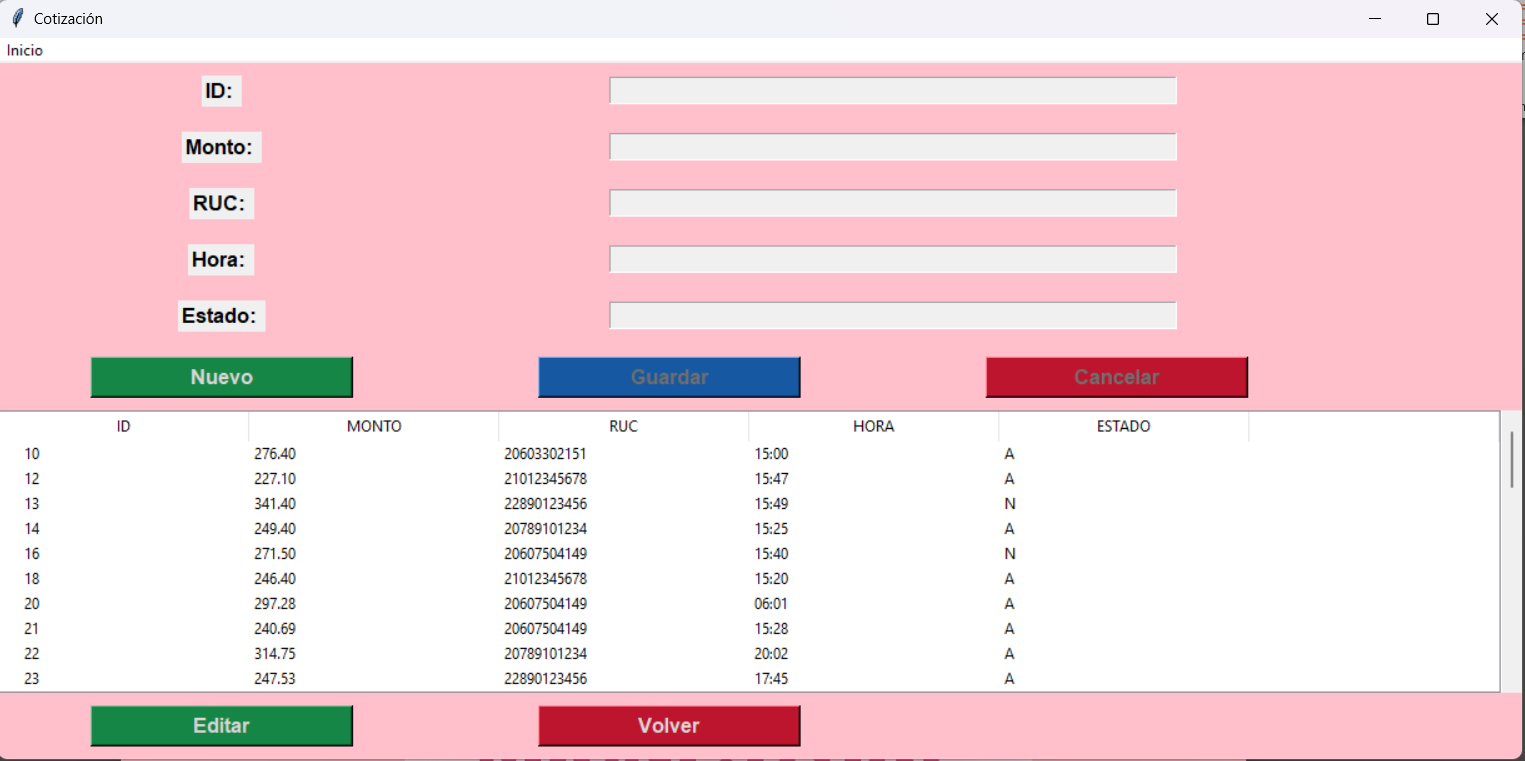 Cotización
Inicio
ID:
Monto:
RUC:
Hora:
Estado:
Nuevo Guardar Cancelar
ID MONTO RUC HORA ESTADO
10 276.40 20603302151 15:00 A
12 227.10 21012345678 15:47 A
13 341.40 22890123456 15:49 N
14 249.40 20789101234 15:25 A
16 271.50 20607504149 15:40 N
18 246.40 21012345678 15:20 A
20 297.28 20607504149 06:01 A
21 240.69 20607504149 15:28 A
22 314.75 20789101234 20:02 A
23 247.53 22890123456 17:45 A
Editar Volver